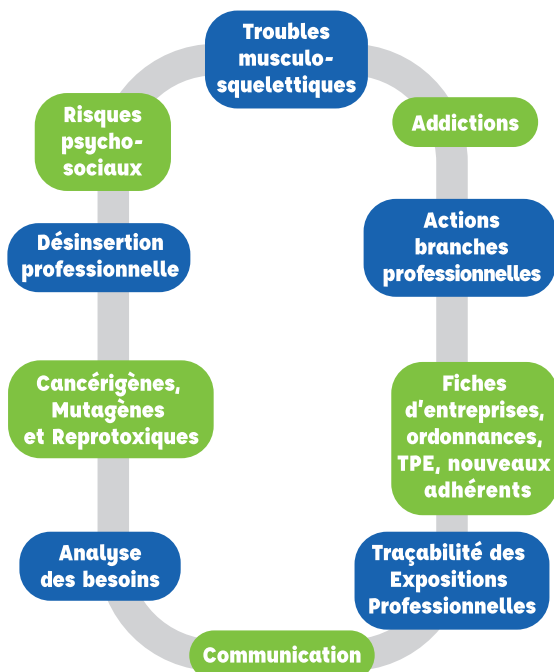 Troubles
musculo-
squelettiques
Addictions
Actions
branches
professionnelles
Fiches
d'entreprises,
ordonnances,
TPE, nouveaux
adhérents
Traçabilité des
Expositions
Professionnelles
Communication
Analyse
des besoins
Cancérigènes,
Mutagènes
et Reprotoxiques
Désinsertion
professionnelle
Risques
psycho-
sociaux